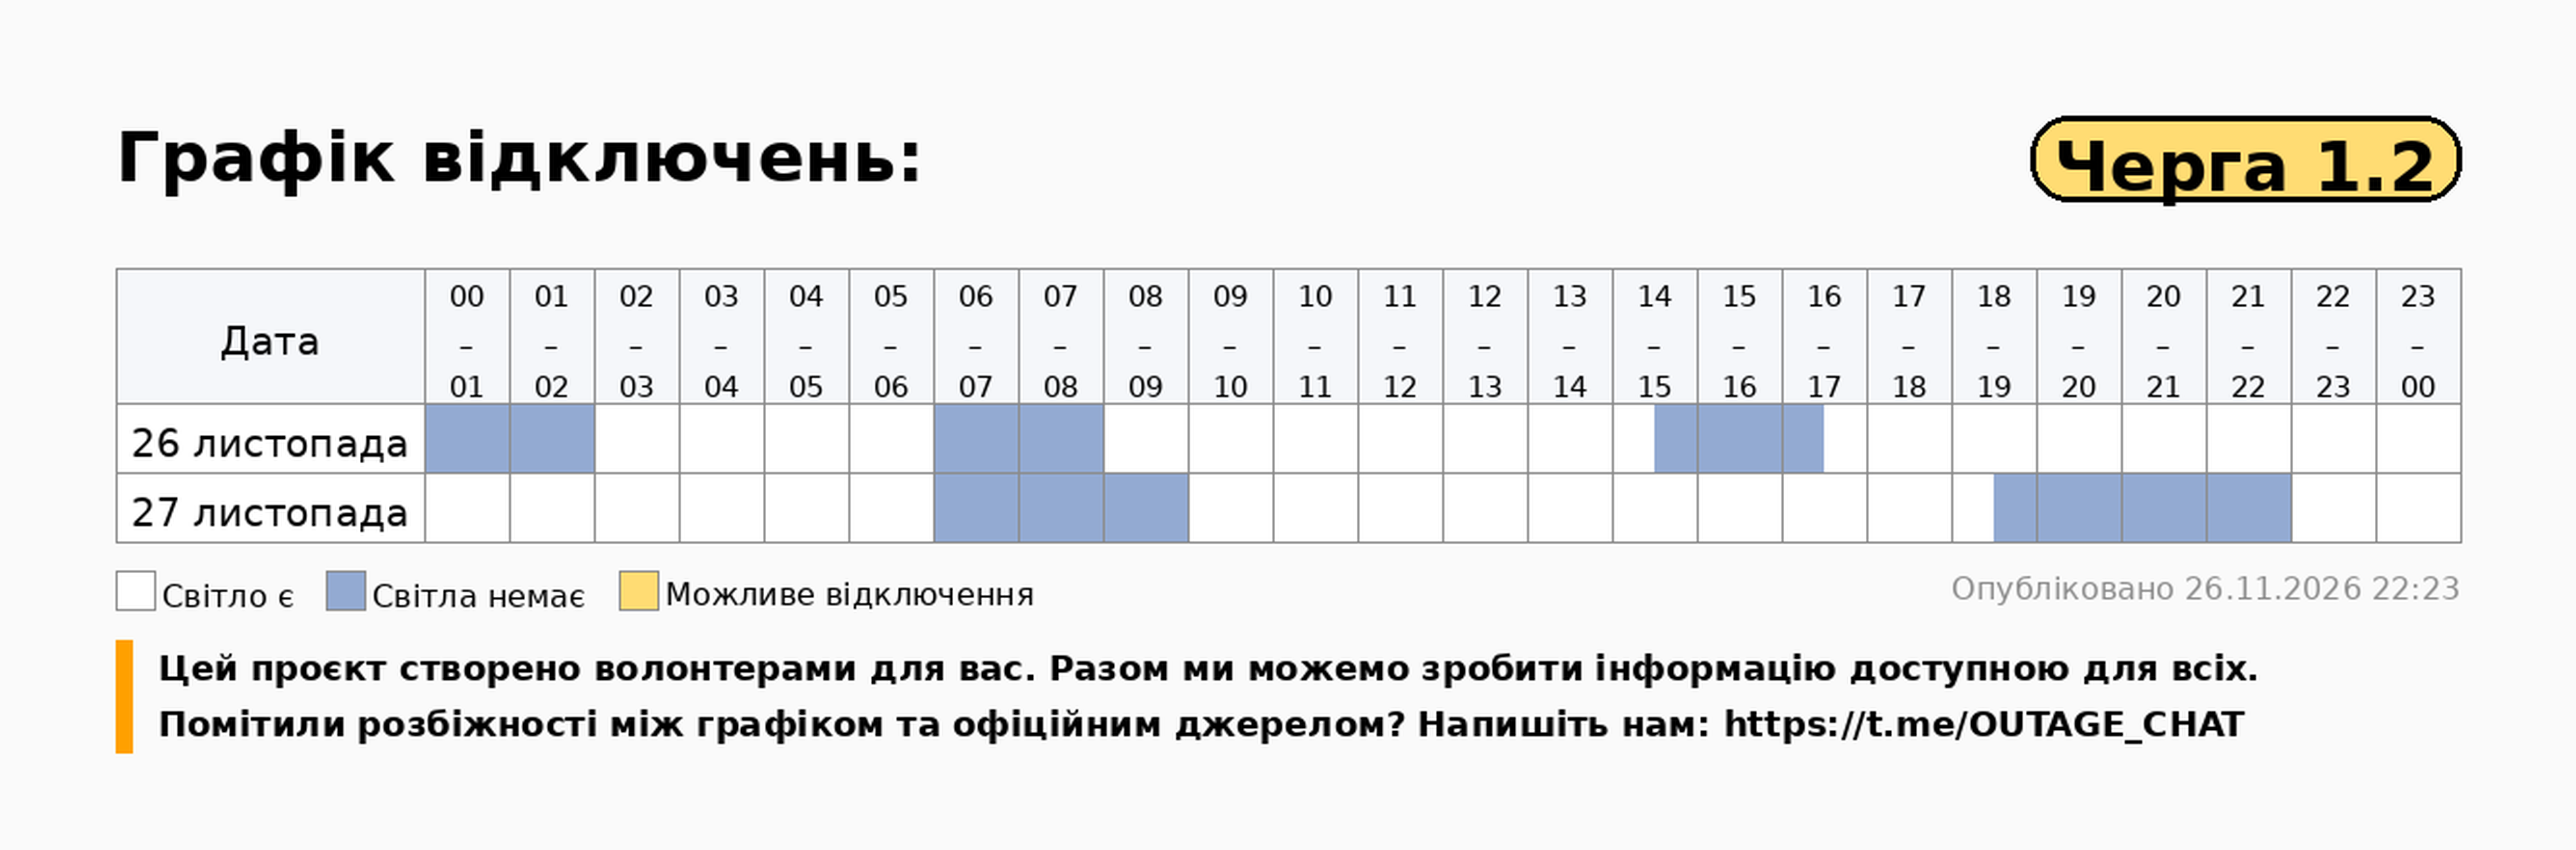 Графік відключень:
Черга 1.2
Дата 00 – 01 01 – 02 02 – 03 03 – 04 04 – 05 05 – 06 06 – 07 07 – 08 08 – 09 09 – 10 10 – 11 11 – 12 12 – 13 13 – 14 14 – 15 15 – 16 16 – 17 17 – 18 18 – 19 19 – 20 20 – 21 21 – 22 22 – 23 23 – 00
26 листопада
27 листопада
Світло є Світла немає Можливе відключення
Опубліковано 26.11.2026 22:23
Цей проєкт створено волонтерами для вас. Разом ми можемо зробити інформацію доступною для всіх.
Помітили розбіжності між графіком та офіційним джерелом? Напишіть нам: https://t.me/OUTAGE_CHAT